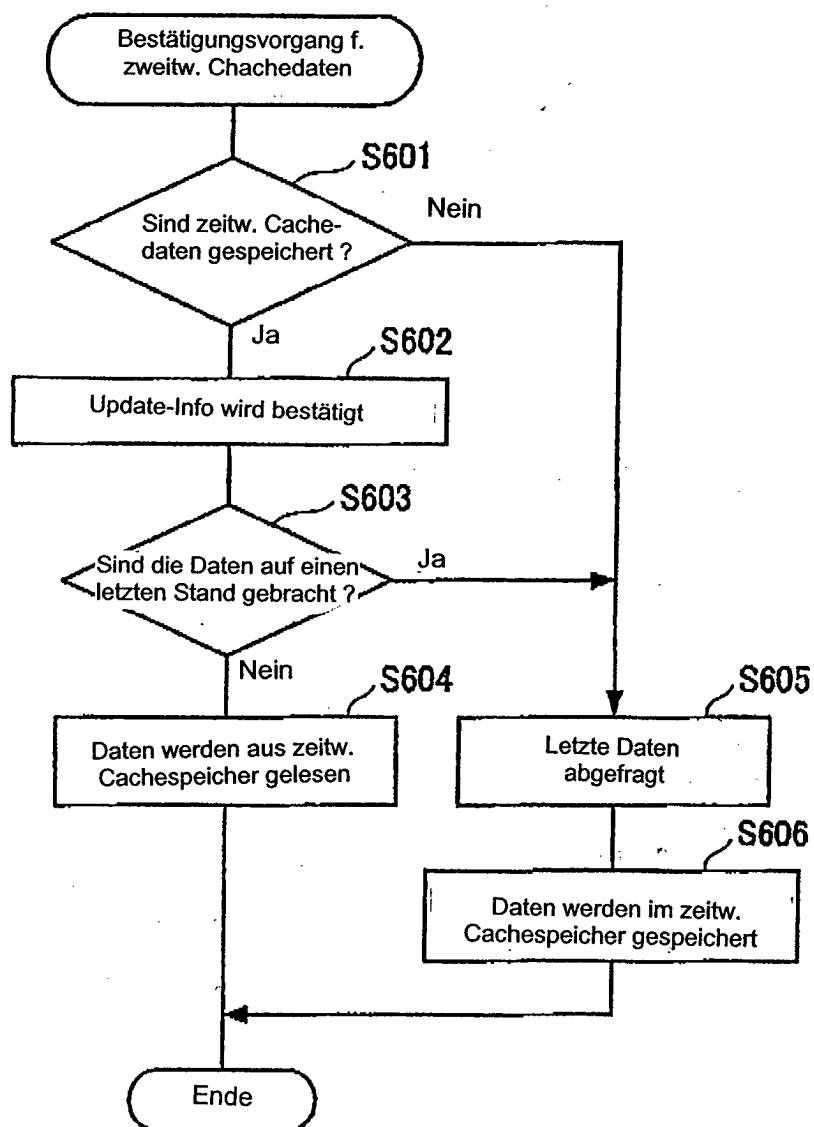 Bestätigungsvorgang f.
zweitw. Chachedaten
S601
Sind zeitw. Cache-
daten gespeichert ?
Nein
Ja
S602
Update-Info wird bestätigt
S603
Sind die Daten auf einen
letzten Stand gebracht ?
Ja
Nein
S604
Daten werden aus zeitw.
Cachespeicher gelesen
S605
Letzte Daten
abgefragt
S606
Daten werden im zeitw.
Cachespeicher gespeichert
Ende